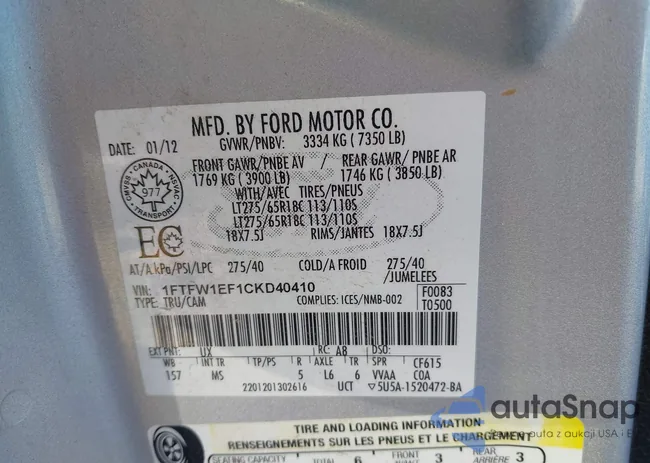 MFD. BY FORD MOTOR CO.
DATE: 01/12 GVWR/PNBV: 3334 KG ( 7350 LB)
FRONT GAWR/PNBE AV / REAR GAWR/ PNBE AR
1769 KG ( 3900 LB) 1746 KG ( 3850 LB)
WITH/AVEC TIRES/PNEUS
LT275/65R18C 113/110S
LT275/65R18C 113/110S
18X7.5J RIMS/JANTES 18X7.5J
CANADA
977
TRANSPORT
EC
AT/A kPa/PSI/LPC 275/40 COLD/A FROID 275/40
/JUMELEES
VIN: 1FTFW1EF1CKD40410
TYPE: TRU/CAM COMPLIES: ICES/NMB-002
F0083
T0500
EXT PNT: UX RC: AB DSO:
WB INT TR TP/PS R AXLE TR SPR CF615
157 MS 5 L6 6 VVAA COA
2201201302616 UCT 5U5A-1520472-BA
TIRE AND LOADING INFORMATION
RENSEIGNEMENTS SUR LES PNEUS ET LE CHARGEMENT
SEATING CAPACITY TOTAL 6 FRONT 3 REAR
ARRIÈRE 3
autoSnap
auta z aukcji USA